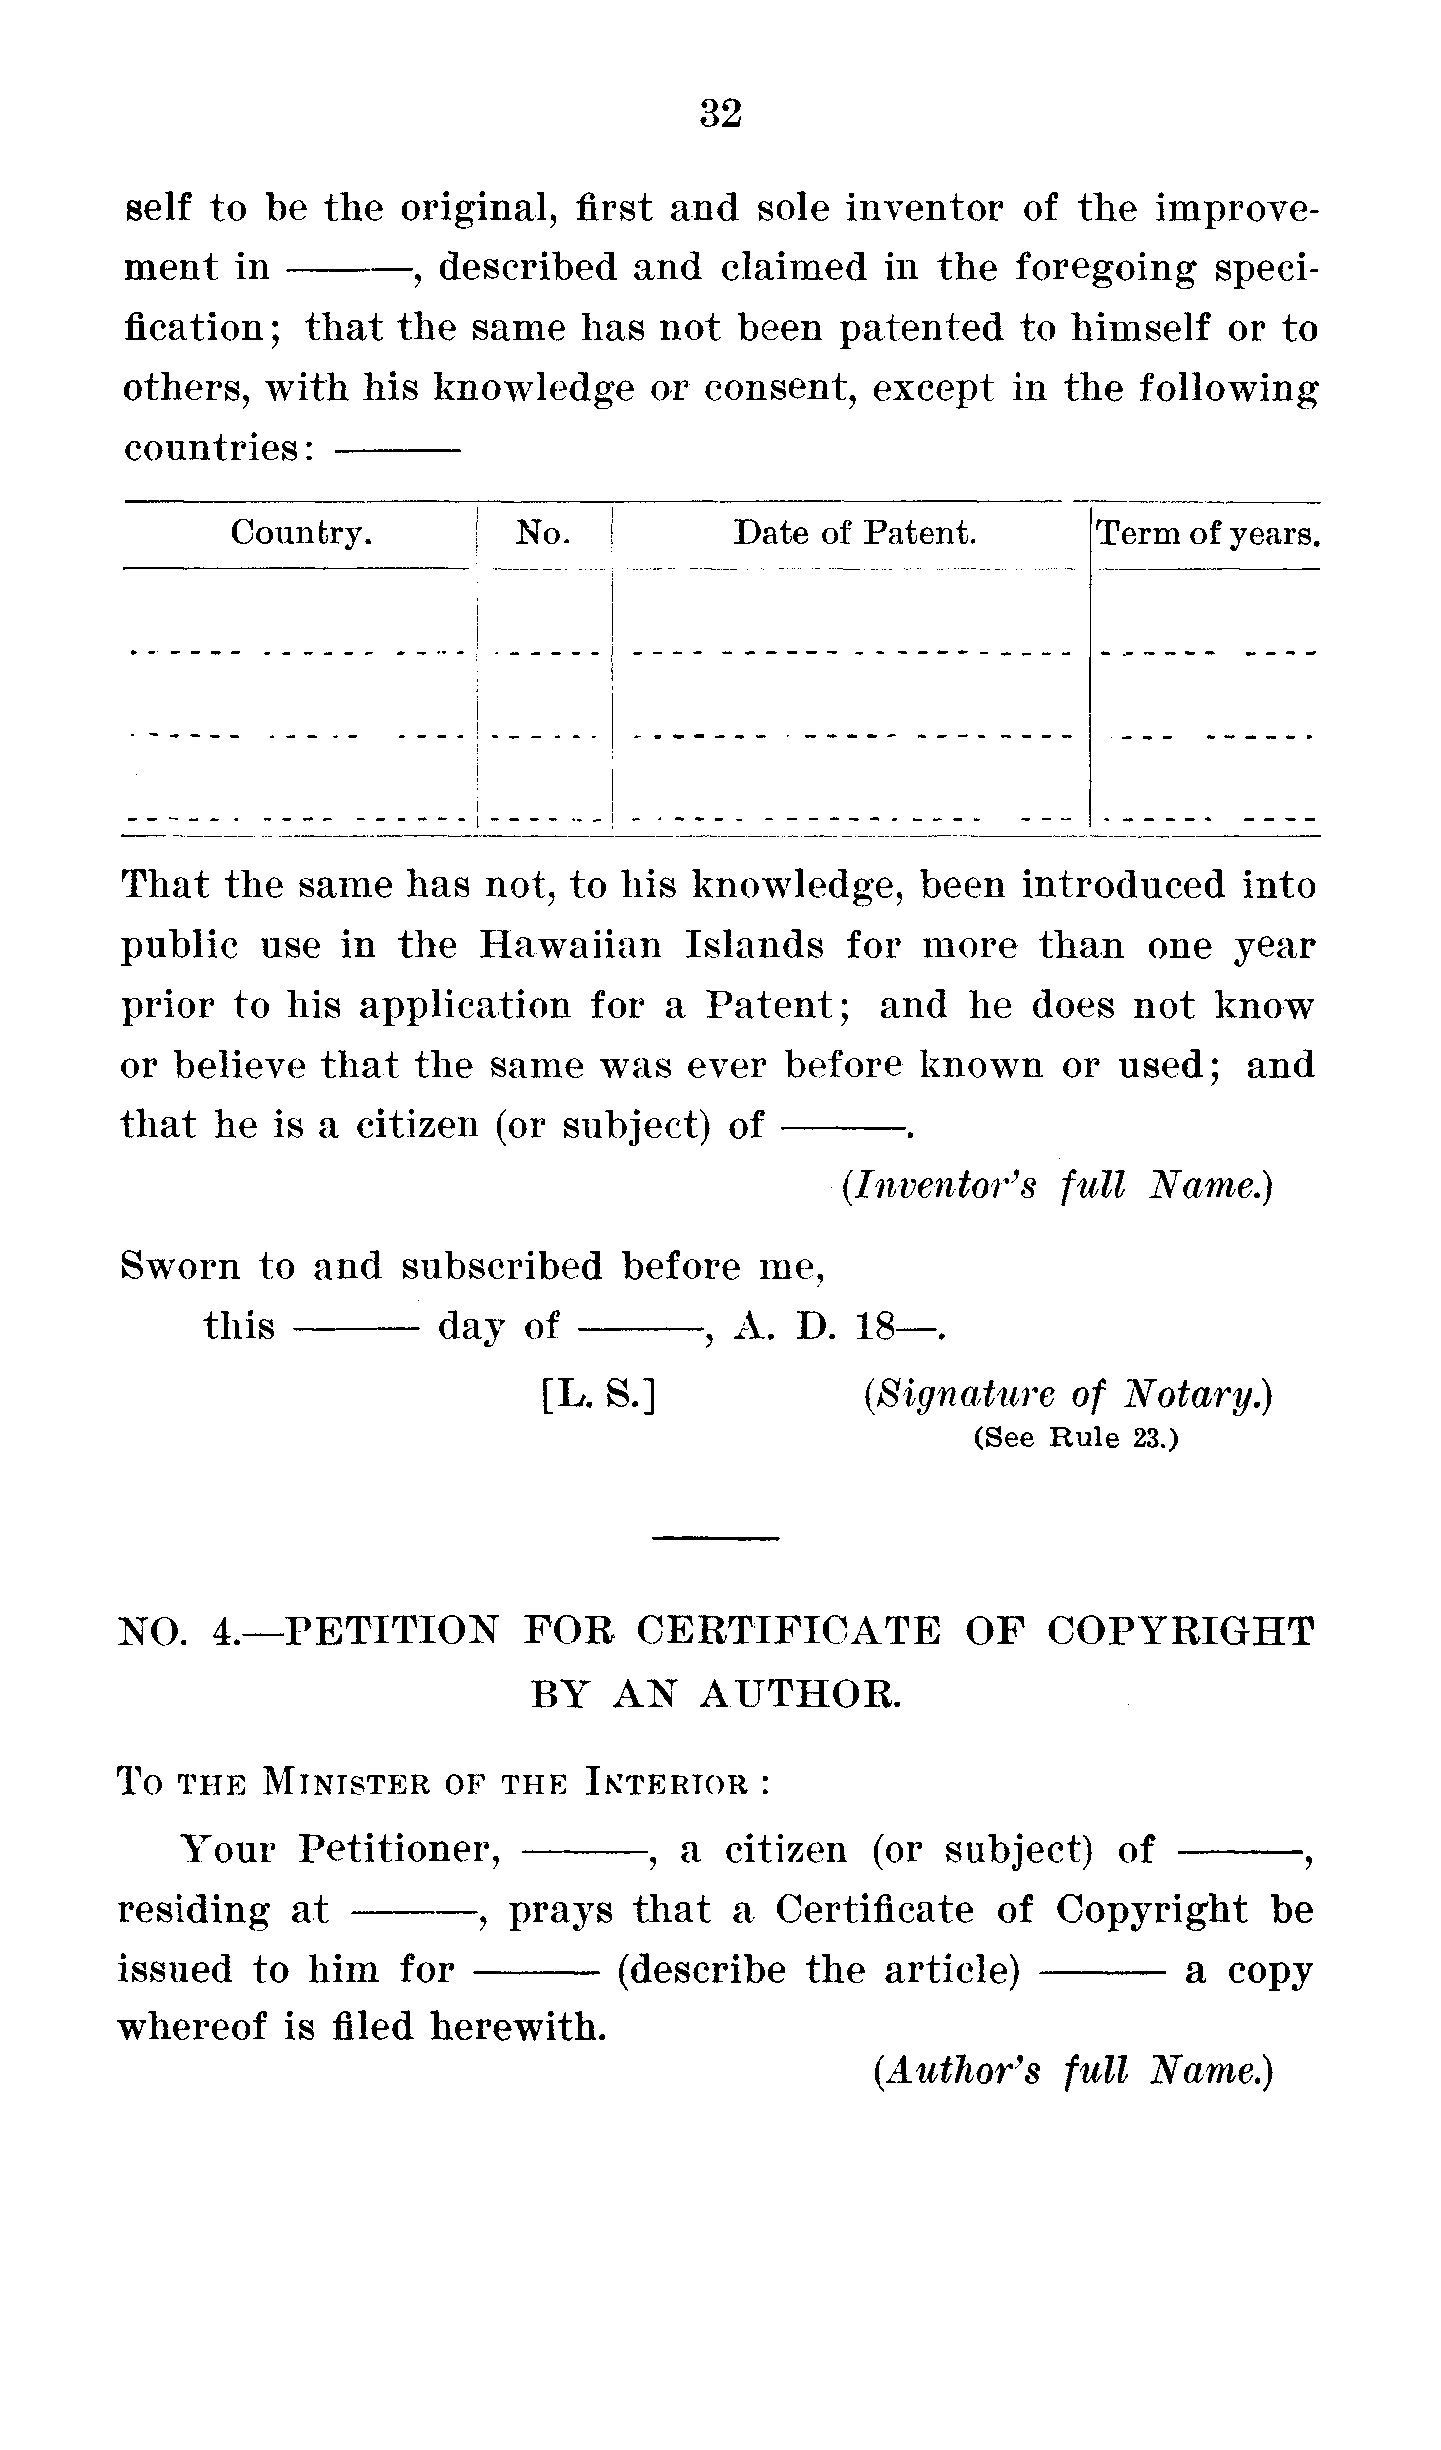 32
self to be the original, first and sole inventor of the improve-
ment in ———, described and claimed in the foregoing speci-
fication; that the same has not been patented to himself or to
others, with his knowledge or consent, except in the following
countries: ———
Country. No. Date of Patent. Term of years.
That the same has not, to his knowledge, been introduced into
public use in the Hawaiian Islands for more than one year
prior to his application for a Patent; and he does not know
or believe that the same was ever before known or used; and
that he is a citizen (or subject) of ———.
(Inventor's full Name.)
Sworn to and subscribed before me,
this ——— day of ———, A. D. 18—.
[L. S.] (Signature of Notary.)
(See Rule 23.)
NO. 4.—PETITION FOR CERTIFICATE OF COPYRIGHT
BY AN AUTHOR.
To the Minister of the Interior :
Your Petitioner, ———, a citizen (or subject) of ———,
residing at ———, prays that a Certificate of Copyright be
issued to him for ——— (describe the article) ——— a copy
whereof is filed herewith.
(Author's full Name.)